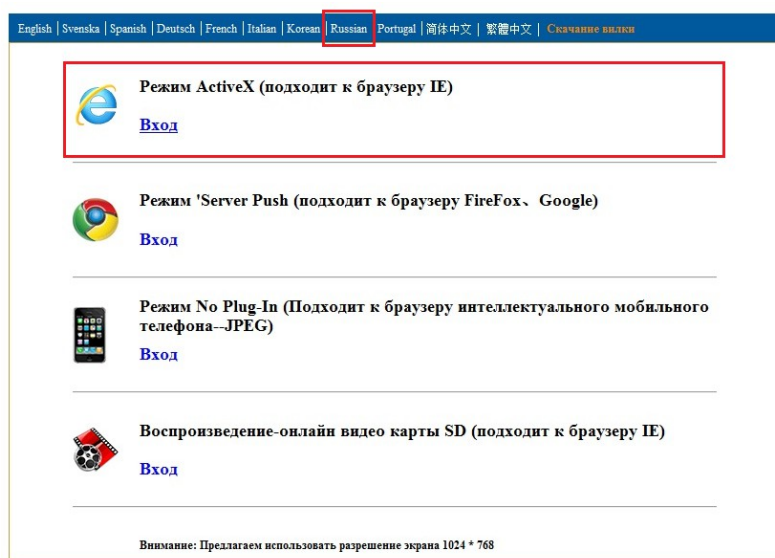 English | Svenska | Spanish | Deutsch | French | Italian | Korean | Russian | Portugal | 简体中文 | 繁體中文 | Скачание вилки
Режим ActiveX (подходит к браузеру IE)
Вход
Режим 'Server Push (подходит к браузеру FireFox、 Google)
Вход
Режим No Plug-In (Подходит к браузеру интеллектуального мобильного
телефона--JPEG)
Вход
Воспроизведение-онлайн видео карты SD (подходит к браузеру IE)
Вход
Внимание: Предлагаем использовать разрешение экрана 1024 * 768